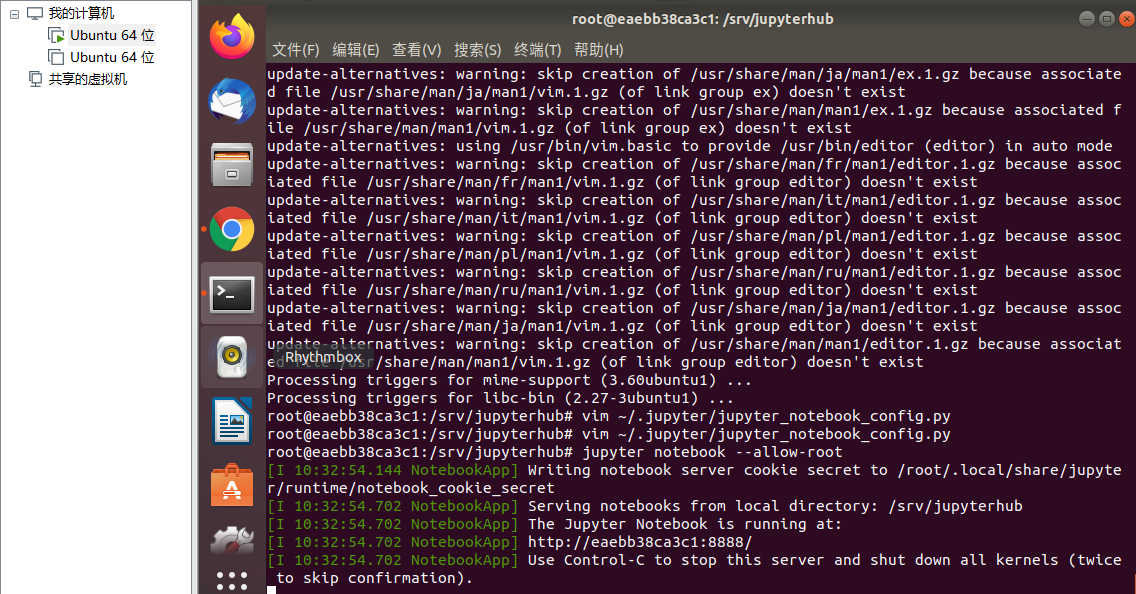 我的计算机
Ubuntu 64 位
Ubuntu 64 位
共享的虚拟机
root@eaebb38ca3c1: /srv/jupyterhub
文件(F) 编辑(E) 查看(V) 搜索(S) 终端(T) 帮助(H)
update-alternatives: warning: skip creation of /usr/share/man/ja/man1/ex.1.gz because associate
d file /usr/share/man/ja/man1/vim.1.gz (of link group ex) doesn't exist
update-alternatives: warning: skip creation of /usr/share/man/man1/ex.1.gz because associated f
ile /usr/share/man/man1/vim.1.gz (of link group ex) doesn't exist
update-alternatives: using /usr/bin/vim.basic to provide /usr/bin/editor (editor) in auto mode
update-alternatives: warning: skip creation of /usr/share/man/fr/man1/editor.1.gz because assoc
iated file /usr/share/man/fr/man1/vim.1.gz (of link group editor) doesn't exist
update-alternatives: warning: skip creation of /usr/share/man/it/man1/editor.1.gz because assoc
iated file /usr/share/man/it/man1/vim.1.gz (of link group editor) doesn't exist
update-alternatives: warning: skip creation of /usr/share/man/pl/man1/editor.1.gz because assoc
iated file /usr/share/man/pl/man1/vim.1.gz (of link group editor) doesn't exist
update-alternatives: warning: skip creation of /usr/share/man/ru/man1/editor.1.gz because assoc
iated file /usr/share/man/ru/man1/vim.1.gz (of link group editor) doesn't exist
update-alternatives: warning: skip creation of /usr/share/man/ja/man1/editor.1.gz because assoc
iated file /usr/share/man/ja/man1/vim.1.gz (of link group editor) doesn't exist
update-alternatives: warning: skip creation of /usr/share/man/man1/editor.1.gz because associat
Rhythmbox
ed file /usr/share/man/man1/vim.1.gz (of link group editor) doesn't exist
Processing triggers for mime-support (3.60ubuntu1) ...
Processing triggers for libc-bin (2.27-3ubuntu1) ...
root@eaebb38ca3c1:/srv/jupyterhub# vim ~/.jupyter/jupyter_notebook_config.py
root@eaebb38ca3c1:/srv/jupyterhub# vim ~/.jupyter/jupyter_notebook_config.py
root@eaebb38ca3c1:/srv/jupyterhub# jupyter notebook --allow-root
[I 10:32:54.144 NotebookApp] Writing notebook server cookie secret to /root/.local/share/jupyte
r/runtime/notebook_cookie_secret
[I 10:32:54.702 NotebookApp] Serving notebooks from local directory: /srv/jupyterhub
[I 10:32:54.702 NotebookApp] The Jupyter Notebook is running at:
[I 10:32:54.702 NotebookApp] http://eaebb38ca3c1:8888/
[I 10:32:54.702 NotebookApp] Use Control-C to stop this server and shut down all kernels (twice
to skip confirmation).